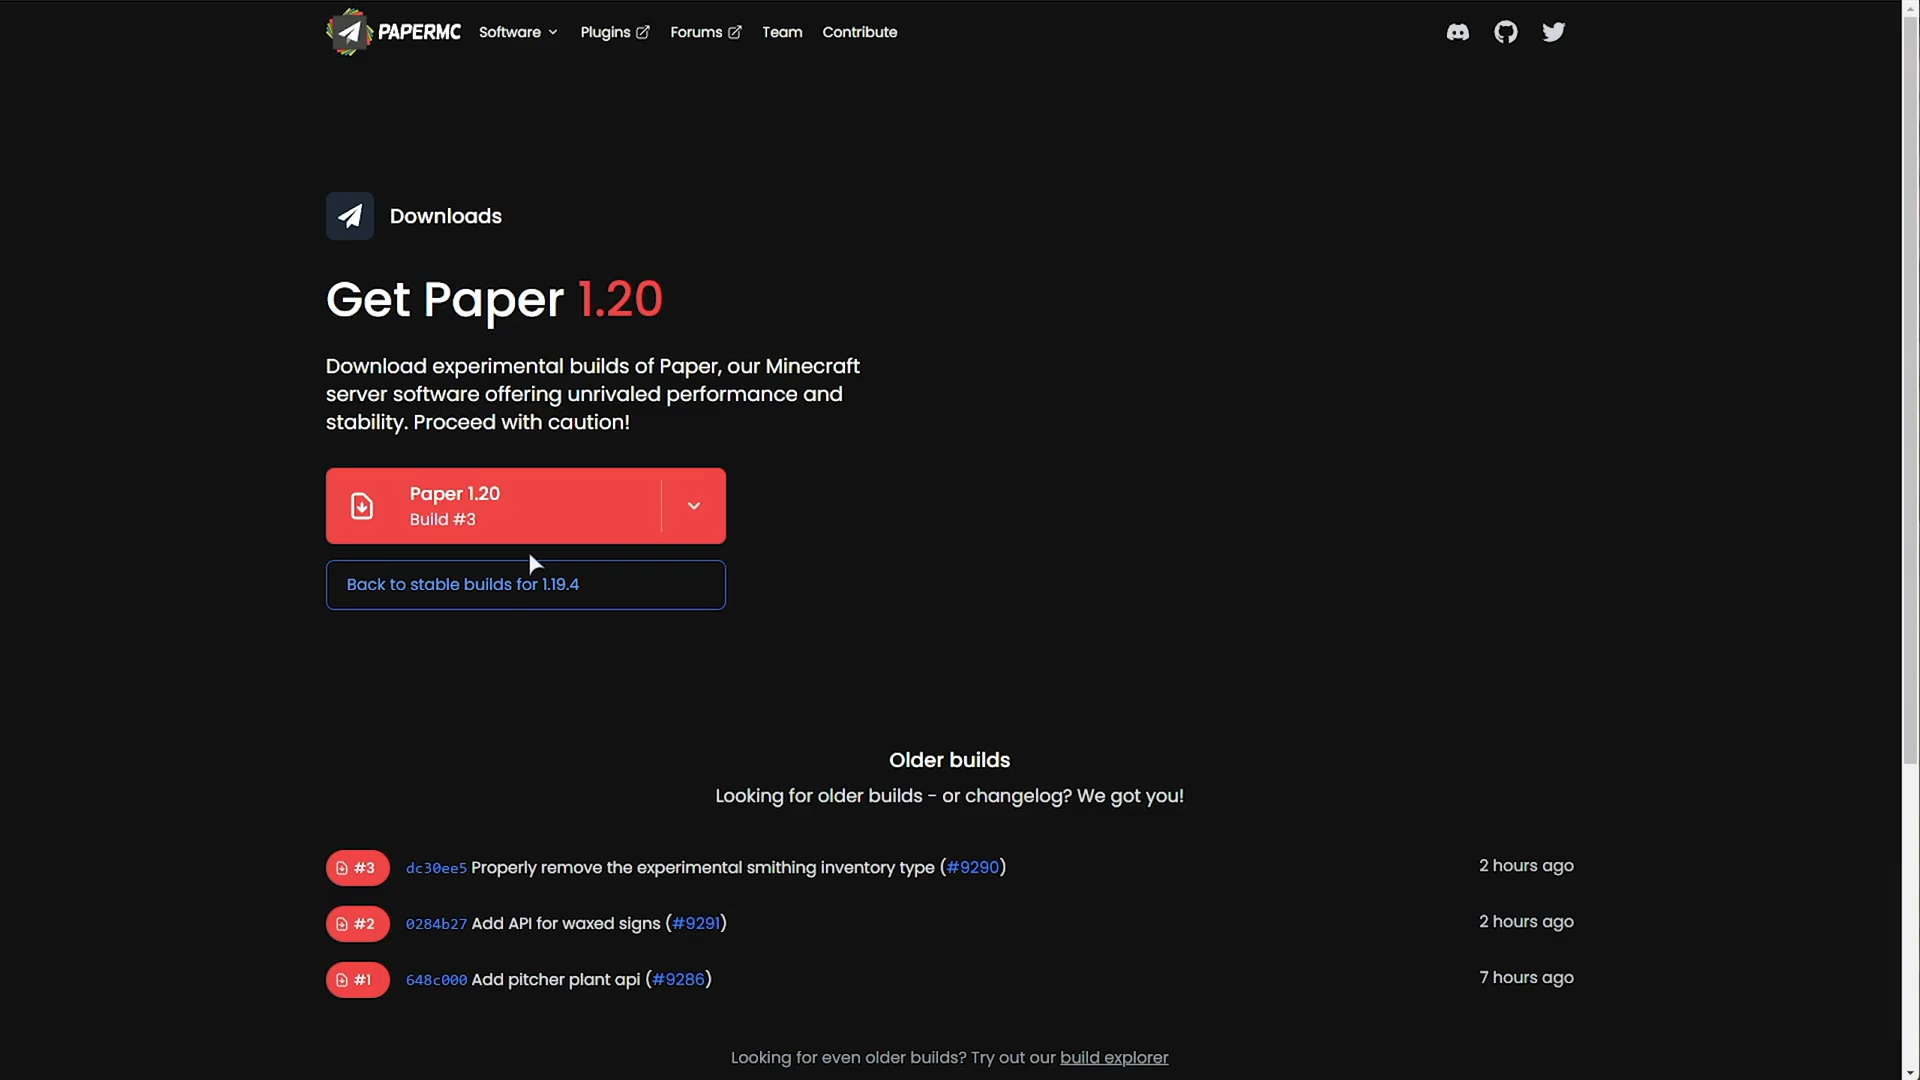 PAPERMC Software Plugins Forums Team Contribute
Downloads
Get Paper 1.20
Download experimental builds of Paper, our Minecraft
server software offering unrivaled performance and
stability. Proceed with caution!
Paper 1.20
Build #3
Back to stable builds for 1.19.4
Older builds
Looking for older builds - or changelog? We got you!
#3 dc30ee5 Properly remove the experimental smithing inventory type (#9290) 2 hours ago
#2 0284b27 Add API for waxed signs (#9291) 2 hours ago
#1 648c000 Add pitcher plant api (#9286) 7 hours ago
Looking for even older builds? Try out our build explorer